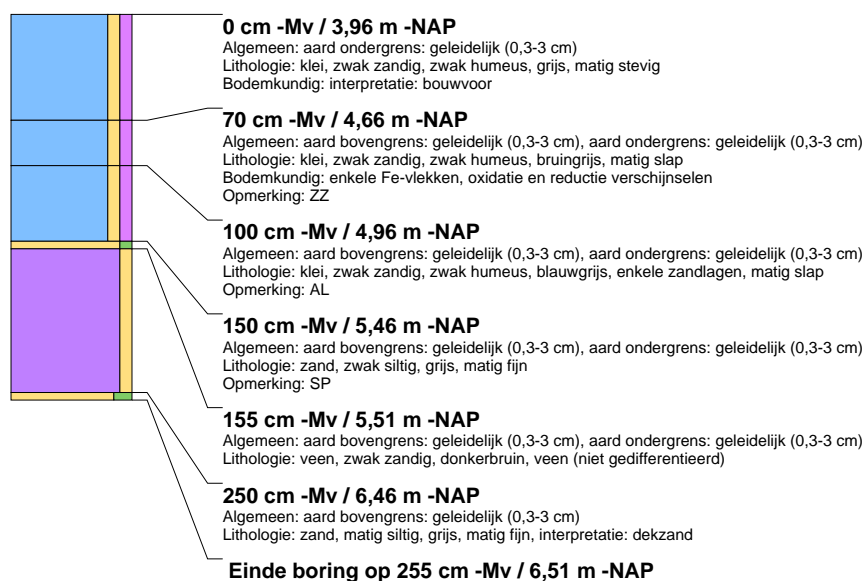 0 cm -Mv / 3,96 m -NAP
Algemeen: aard ondergrens: geleidelijk (0,3-3 cm)
Lithologie: klei, zwak zandig, zwak humeus, grijs, matig stevig
Bodemkundig: interpretatie: bouwvoor
70 cm -Mv / 4,66 m -NAP
Algemeen: aard bovengrens: geleidelijk (0,3-3 cm), aard ondergrens: geleidelijk (0,3-3 cm)
Lithologie: klei, zwak zandig, zwak humeus, bruingrijs, matig slap
Bodemkundig: enkele Fe-vlekken, oxidatie en reductie verschijnselen
Opmerking: ZZ
100 cm -Mv / 4,96 m -NAP
Algemeen: aard bovengrens: geleidelijk (0,3-3 cm), aard ondergrens: geleidelijk (0,3-3 cm)
Lithologie: klei, zwak zandig, zwak humeus, blauwgrijs, enkele zandlagen, matig slap
Opmerking: AL
150 cm -Mv / 5,46 m -NAP
Algemeen: aard bovengrens: geleidelijk (0,3-3 cm), aard ondergrens: geleidelijk (0,3-3 cm)
Lithologie: zand, zwak siltig, grijs, matig fijn
Opmerking: SP
155 cm -Mv / 5,51 m -NAP
Algemeen: aard bovengrens: geleidelijk (0,3-3 cm), aard ondergrens: geleidelijk (0,3-3 cm)
Lithologie: veen, zwak zandig, donkerbruin, veen (niet gedifferentieerd)
250 cm -Mv / 6,46 m -NAP
Algemeen: aard bovengrens: geleidelijk (0,3-3 cm)
Lithologie: zand, matig siltig, grijs, matig fijn, interpretatie: dekzand
Einde boring op 255 cm -Mv / 6,51 m -NAP